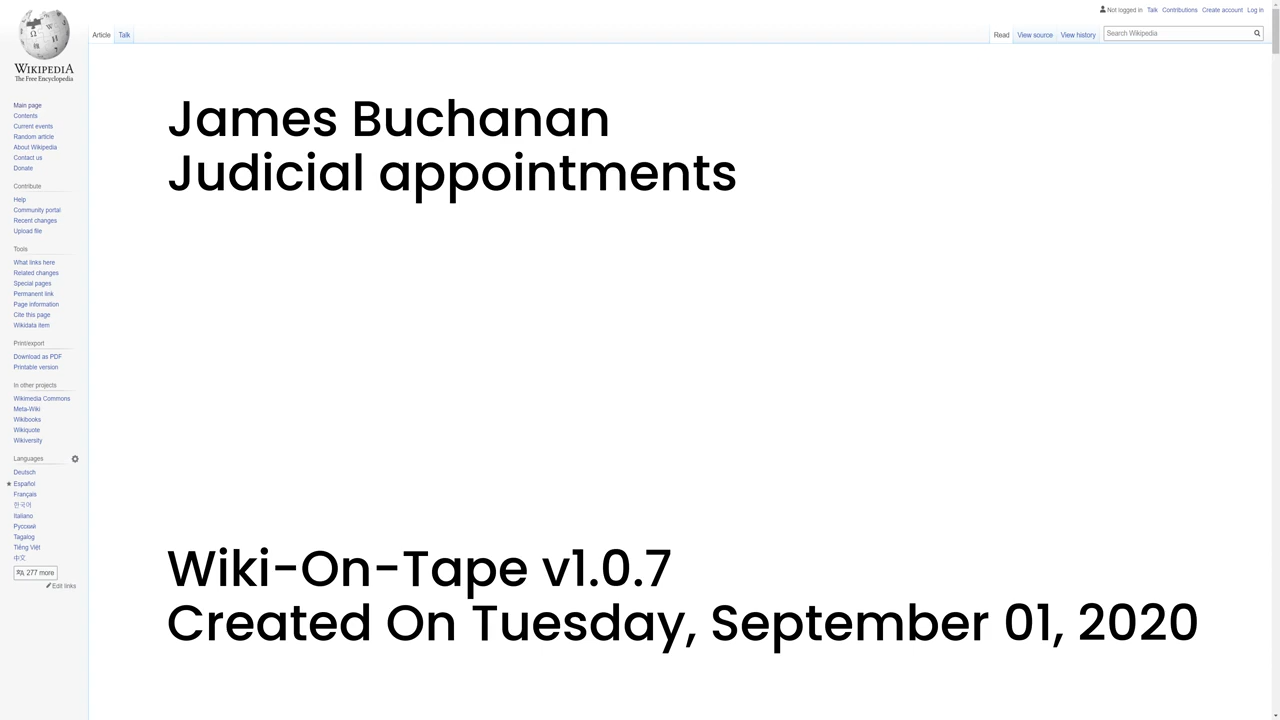 Not logged in Talk Contributions Create account Log in
Article Talk Read View source View history Search Wikipedia
WIKIPEDIA
The Free Encyclopedia
Main page
Contents
Current events
Random article
About Wikipedia
Contact us
Donate
Contribute
Help
Community portal
Recent changes
Upload file
Tools
What links here
Related changes
Special pages
Permanent link
Page information
Cite this page
Wikidata item
Print/export
Download as PDF
Printable version
In other projects
Wikimedia Commons
Meta-Wiki
Wikibooks
Wikiquote
Wikiversity
Languages
Deutsch
Español
Français
한국어
Italiano
Русский
Tagalog
Tiếng Việt
中文
277 more
Edit links
James Buchanan
Judicial appointments
Wiki-On-Tape v1.0.7
Created On Tuesday, September 01, 2020